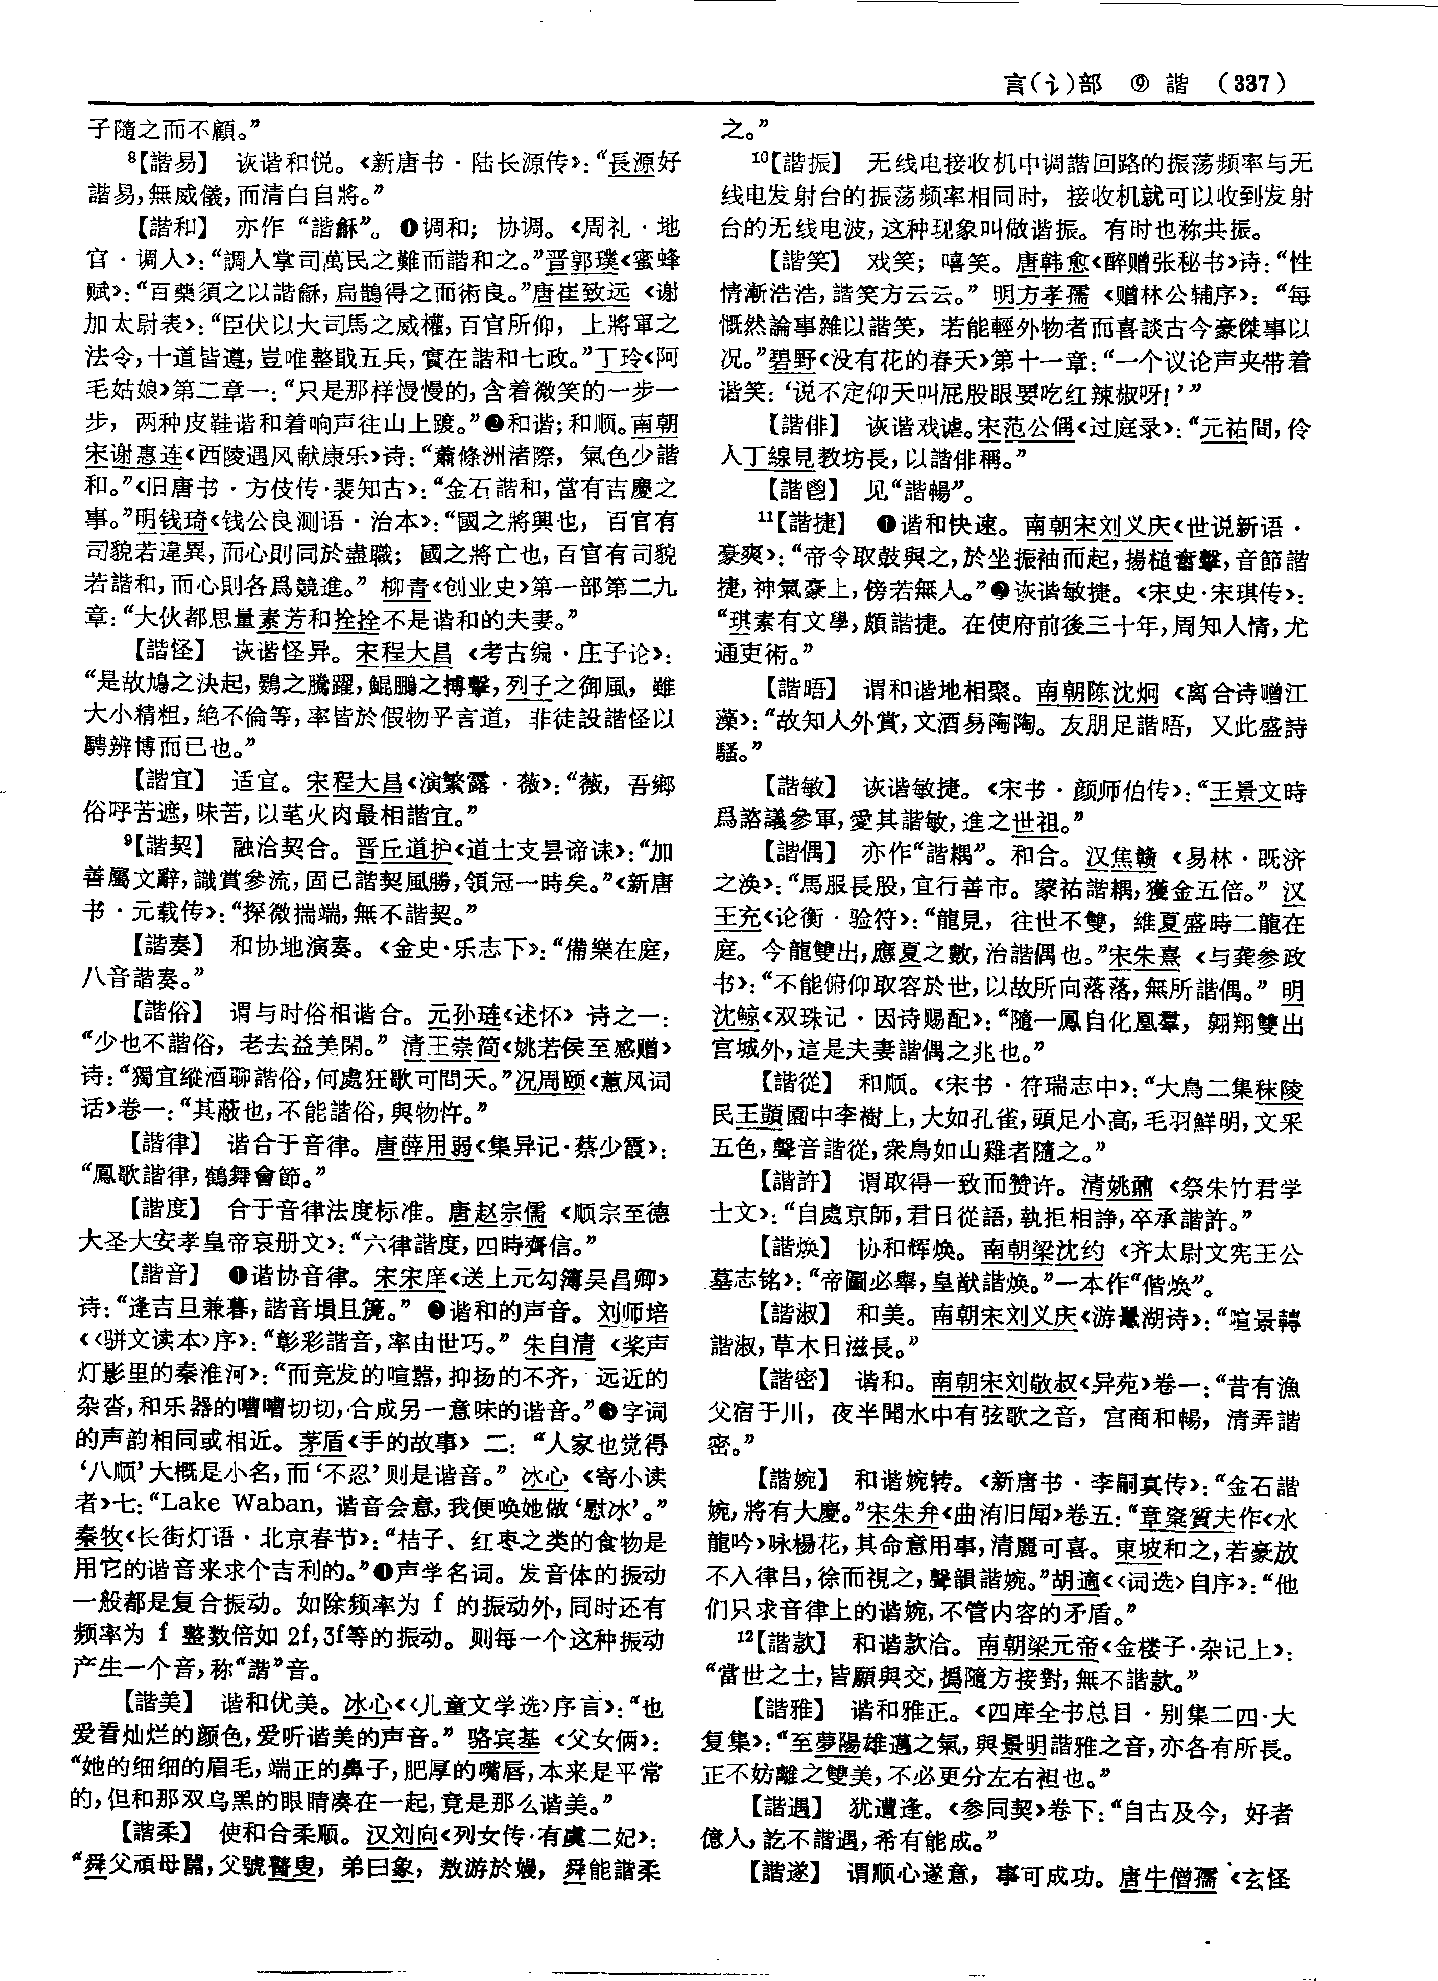 言(讠)部 ⑨ 諧 (337)
子隨之而不顧。”
⁸【諧易】 诙谐和悦。《新唐书·陆长源传》：“長源好
諧易，無威儀，而清白自將。”
【諧和】 亦作“諧龢”。❶调和；协调。《周礼·地
官·调人》：“調人掌司萬民之難而諧和之。”晋郭璞《蜜蜂
赋》：“百藥須之以諧龢，扁鵲得之而術良。”唐崔致远《谢
加太尉表》：“臣伏以大司馬之威權，百官所仰，上將軍之
法令，十道皆遵，豈唯整戢五兵，實在諧和七政。”丁玲《阿
毛姑娘》第二章一：“只是那样慢慢的，含着微笑的一步一
步，两种皮鞋谐和着响声往山上踱。”❷和谐；和顺。南朝
宋谢惠连《西陵遇风献康乐》诗：“蕭條洲渚際，氣色少諧
和。”《旧唐书·方伎传·裴知古》：“金石諧和，當有吉慶之
事。”明钱琦《钱公良测语·治本》：“國之將興也，百官有
司貌若違異，而心則同於盡職；國之將亡也，百官有司貌
若諧和，而心則各爲競進。”柳青《创业史》第一部第二九
章：“大伙都思量素芳和拴拴不是谐和的夫妻。”
【諧怪】 诙谐怪异。宋程大昌《考古编·庄子论》：
“是故鳩之決起，鷃之騰躍，鯤鵬之搏擊，列子之御風，雖
大小精粗，絶不倫等，率皆於假物乎言道，非徒設諧怪以
騁辨博而已也。”
【諧宜】 适宜。宋程大昌《演繁露·薇》：“薇，吾鄉
俗呼苦遮，味苦，以芼火肉最相諧宜。”
⁹【諧契】 融洽契合。晋丘道护《道士支昙谛诔》：“加
善屬文辭，識賞參流，固已諧契風勝，領冠一時矣。”《新唐
书·元载传》：“探微揣端，無不諧契。”
【諧奏】 和协地演奏。《金史·乐志下》：“備樂在庭，
八音諧奏。”
【諧俗】 谓与时俗相谐合。元孙琏《述怀》诗之一：
“少也不諧俗，老去益美閑。”清王崇简《姚若侯至感赠》
诗：“獨宜縱酒聊諧俗，何處狂歌可問天。”况周颐《蕙风词
话》卷一：“其蔽也，不能諧俗，與物忤。”
【諧律】 谐合于音律。唐薛用弱《集异记·蔡少霞》：
“鳳歌諧律，鶴舞會節。”
【諧度】 合于音律法度标准。唐赵宗儒《顺宗至德
大圣大安孝皇帝哀册文》：“六律諧度，四時齊信。”
【諧音】 ❶谐协音律。宋宋庠《送上元勾簿吴昌卿》
诗：“逢吉旦兼暮，諧音塤且篪。”❷谐和的声音。刘师培
《〈骈文读本〉序》：“彰彩諧音，率由世巧。”朱自清《桨声
灯影里的秦淮河》：“而竞发的喧嚣，抑扬的不齐，远近的
杂沓，和乐器的嘈嘈切切，合成另一意味的谐音。”❸字词
的声韵相同或相近。茅盾《手的故事》二：“人家也觉得
‘八顺’大概是小名，而‘不忍’则是谐音。”冰心《寄小读
者》七：“Lake Waban，谐音会意，我便唤她做‘慰冰’。”
秦牧《长街灯语·北京春节》：“桔子、红枣之类的食物是
用它的谐音来求个吉利的。”❹声学名词。发音体的振动
一般都是复合振动。如除频率为 f 的振动外，同时还有
频率为 f 整数倍如 2f，3f等的振动。则每一个这种振动
产生一个音，称“諧”音。
【諧美】 谐和优美。冰心《〈儿童文学选〉序言》：“也
爱看灿烂的颜色，爱听谐美的声音。”骆宾基《父女俩》：
“她的细细的眉毛，端正的鼻子，肥厚的嘴唇，本来是平常
的，但和那双乌黑的眼睛凑在一起，竟是那么谐美。”
【諧柔】 使和合柔顺。汉刘向《列女传·有虞二妃》：
“舜父頑母嚚，父號瞽叟，弟曰象，敖游於嫚，舜能諧柔
之。”
¹⁰【諧振】 无线电接收机中调諧回路的振荡频率与无
线电发射台的振荡频率相同时，接收机就可以收到发射
台的无线电波，这种现象叫做谐振。有时也称共振。
【諧笑】 戏笑；嘻笑。唐韩愈《醉赠张秘书》诗：“性
情漸浩浩，諧笑方云云。”明方孝孺《赠林公辅序》：“每
慨然論事雜以諧笑，若能輕外物者而喜談古今豪傑事以
况。”碧野《没有花的春天》第十一章：“一个议论声夹带着
谐笑：‘说不定仰天叫屁股眼要吃红辣椒呀！’”
【諧俳】 诙谐戏谑。宋范公偁《过庭录》：“元祐間，伶
人丁線見教坊長，以諧俳稱。”
【諧鬯】 见“諧暢”。
¹¹【諧捷】 ❶谐和快速。南朝宋刘义庆《世说新语·
豪爽》：“帝令取鼓與之，於坐振袖而起，揚槌奮擊，音節諧
捷，神氣豪上，傍若無人。”❷诙谐敏捷。《宋史·宋琪传》：
“琪素有文學，頗諧捷。在使府前後三十年，周知人情，尤
通吏術。”
【諧晤】 谓和谐地相聚。南朝陈沈炯《离合诗赠江
藻》：“故知人外賞，文酒易陶陶。友朋足諧晤，又此盛詩
騷。”
【諧敏】 诙谐敏捷。《宋书·颜师伯传》：“王景文時
爲諮議參軍，愛其諧敏，進之世祖。”
【諧偶】 亦作“諧耦”。和合。汉焦赣《易林·既济
之涣》：“馬服長股，宜行善市。蒙祐諧耦，獲金五倍。”汉
王充《论衡·验符》：“龍見，往世不雙，維夏盛時二龍在
庭。今龍雙出，應夏之數，治諧偶也。”宋朱熹《与龚参政
书》：“不能俯仰取容於世，以故所向落落，無所諧偶。”明
沈鲸《双珠记·因诗赐配》：“隨一鳳自化凰羣，翱翔雙出
宫城外，這是夫妻諧偶之兆也。”
【諧從】 和顺。《宋书·符瑞志中》：“大鳥二集秣陵
民王顗園中李樹上，大如孔雀，頭足小高，毛羽鮮明，文采
五色，聲音諧從，衆鳥如山雞者隨之。”
【諧許】 谓取得一致而赞许。清姚鼐《祭朱竹君学
士文》：“自處京師，君日從語，執拒相諍，卒承諧許。”
【諧焕】 协和辉焕。南朝梁沈约《齐太尉文宪王公
墓志铭》：“帝圖必舉，皇猷諧焕。”一本作“偕焕”。
【諧淑】 和美。南朝宋刘义庆《游鼍湖诗》：“暄景轉
諧淑，草木日滋長。”
【諧密】 谐和。南朝宋刘敬叔《异苑》卷一：“昔有漁
父宿于川，夜半聞水中有弦歌之音，宫商和暢，清弄諧
密。”
【諧婉】 和谐婉转。《新唐书·李嗣真传》：“金石諧
婉，將有大慶。”宋朱弁《曲洧旧闻》卷五：“章楶質夫作《水
龍吟》咏楊花，其命意用事，清麗可喜。東坡和之，若豪放
不入律吕，徐而視之，聲韻諧婉。”胡適《〈词选〉自序》：“他
们只求音律上的谐婉，不管内容的矛盾。”
¹²【諧款】 和谐款洽。南朝梁元帝《金楼子·杂记上》：
“當世之士，皆願與交，撝隨方接對，無不諧款。”
【諧雅】 谐和雅正。《四库全书总目·别集二四·大
复集》：“至夢陽雄邁之氣，與景明諧雅之音，亦各有所長。
正不妨離之雙美，不必更分左右袒也。”
【諧遇】 犹遭逢。《参同契》卷下：“自古及今，好者
億人，訖不諧遇，希有能成。”
【諧遂】 谓顺心遂意，事可成功。唐牛僧孺《玄怪